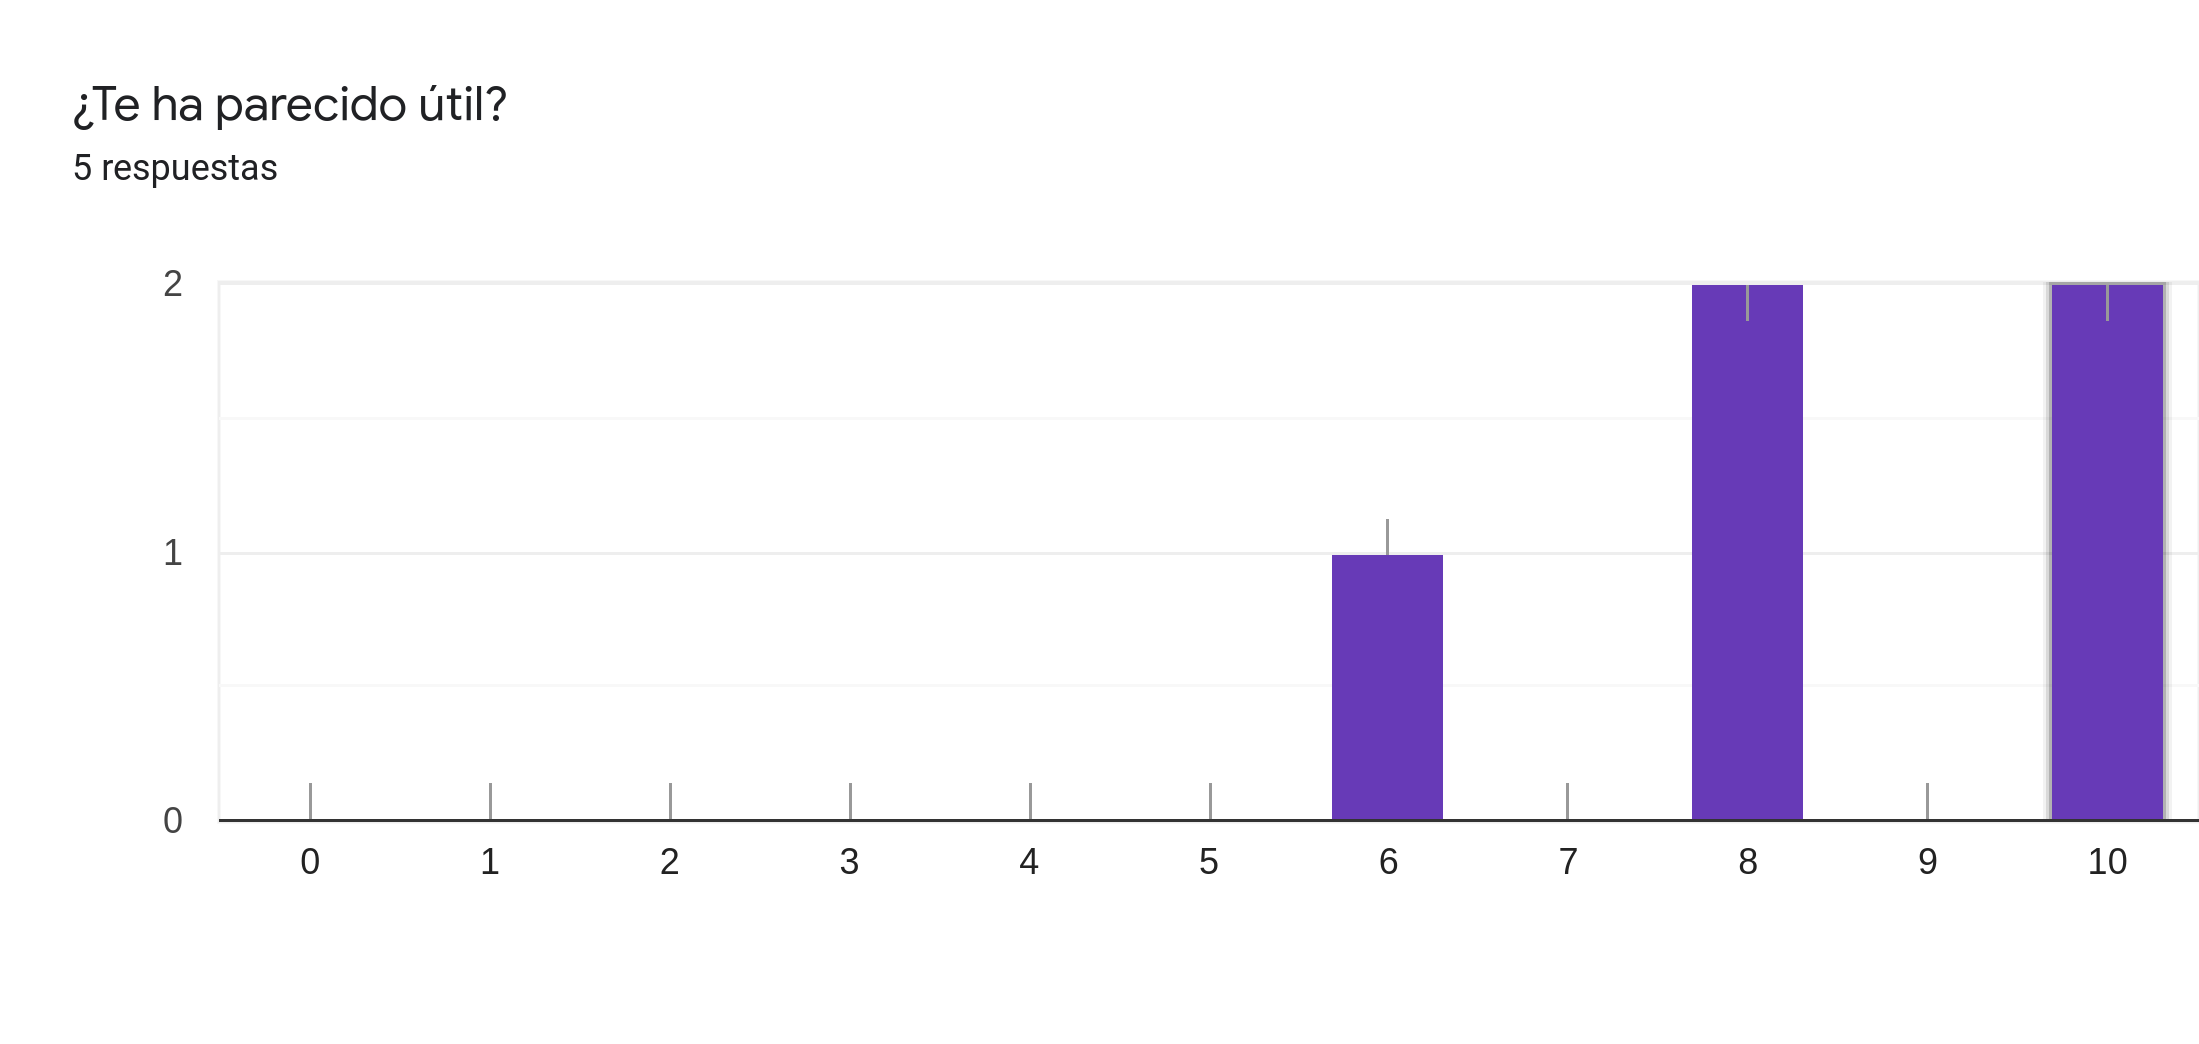 ¿Te ha parecido útil?
5 respuestas
2
1
0
0 1 2 3 4 5 6 7 8 9 10